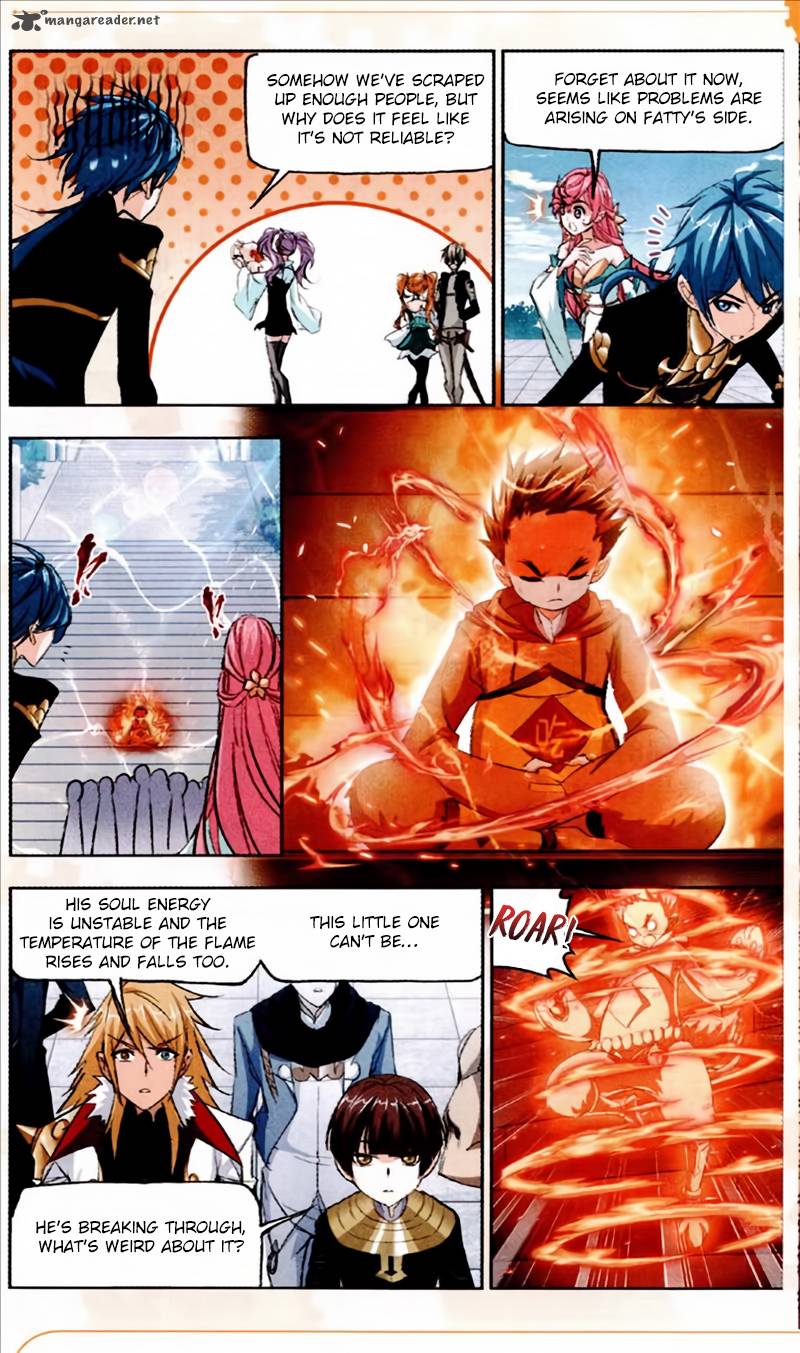 mangareader.net
SOMEHOW WE'VE SCRAPED
UP ENOUGH PEOPLE, BUT
WHY DOES IT FEEL LIKE
IT'S NOT RELIABLE?
FORGET ABOUT IT NOW,
SEEMS LIKE PROBLEMS ARE
ARISING ON FATTY'S SIDE.
HIS SOUL ENERGY
IS UNSTABLE AND THE
TEMPERATURE OF THE FLAME
RISES AND FALLS TOO.
THIS LITTLE ONE
CAN'T BE...
HE'S BREAKING THROUGH,
WHAT'S WEIRD ABOUT IT?
ROAR!